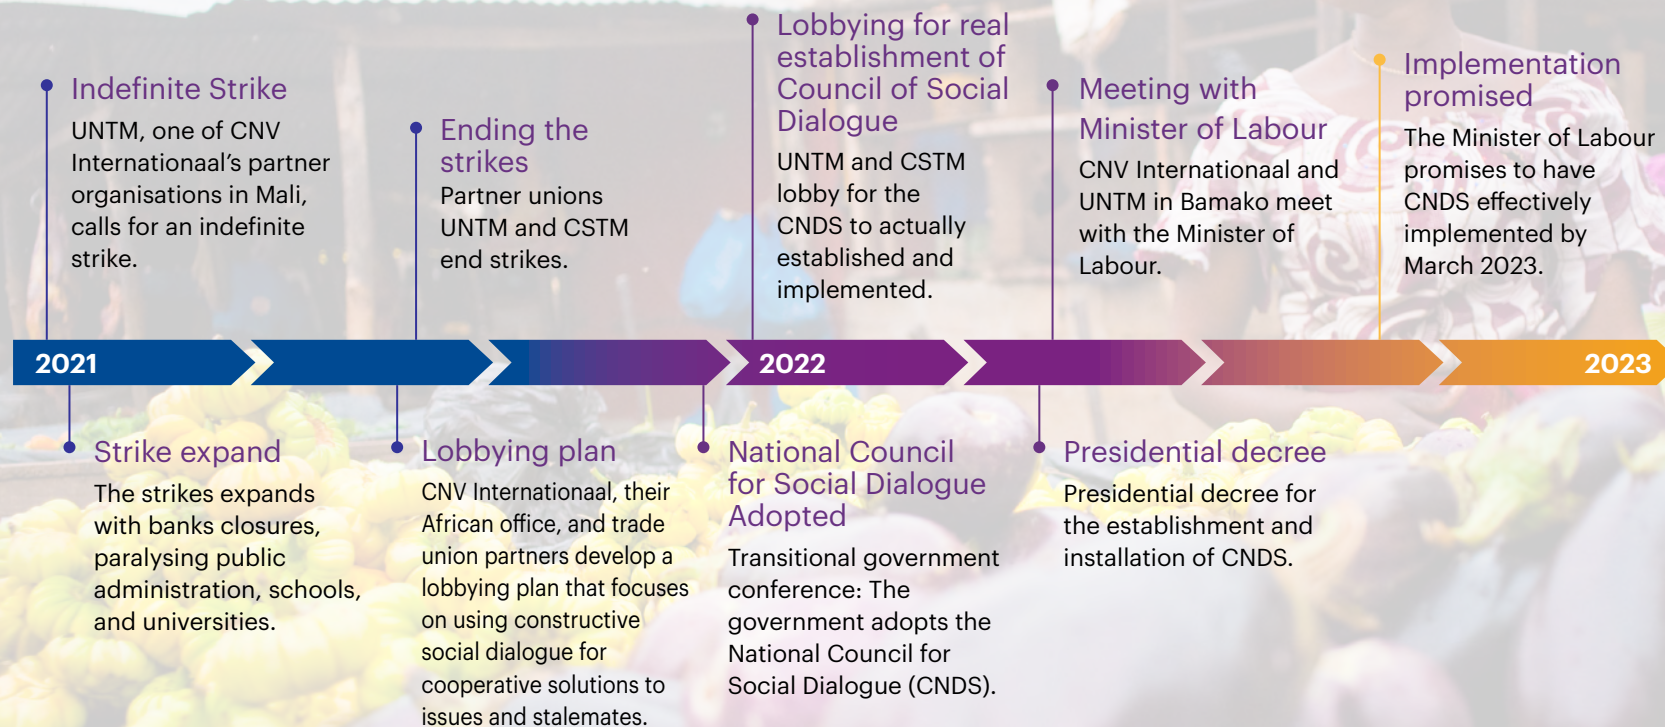 Indefinite Strike
UNTM, one of CNV
Internationaal's partner
organisations in Mali,
calls for an indefinite
strike.
Ending the
strikes
Partner unions
UNTM and CSTM
end strikes.
Lobbying for real
establishment of
Council of Social
Dialogue
UNTM and CSTM
lobby for the
CNDS to actually
established and
implemented.
Meeting with
Minister of Labour
CNV Internationaal and
UNTM in Bamako meet
with the Minister of
Labour.
Implementation
promised
The Minister of Labour
promises to have
CNDS effectively
implemented by
March 2023.
2021
2022
2023
Strike expand
The strikes expands
with banks closures,
paralysing public
administration, schools,
and universities.
Lobbying plan
CNV Internationaal, their
African office, and trade
union partners develop a
lobbying plan that focuses
on using constructive
social dialogue for
cooperative solutions to
issues and stalemates.
National Council
for Social Dialogue
Adopted
Transitional government
conference: The
government adopts the
National Council for
Social Dialogue (CNDS).
Presidential decree
Presidential decree for
the establishment and
installation of CNDS.